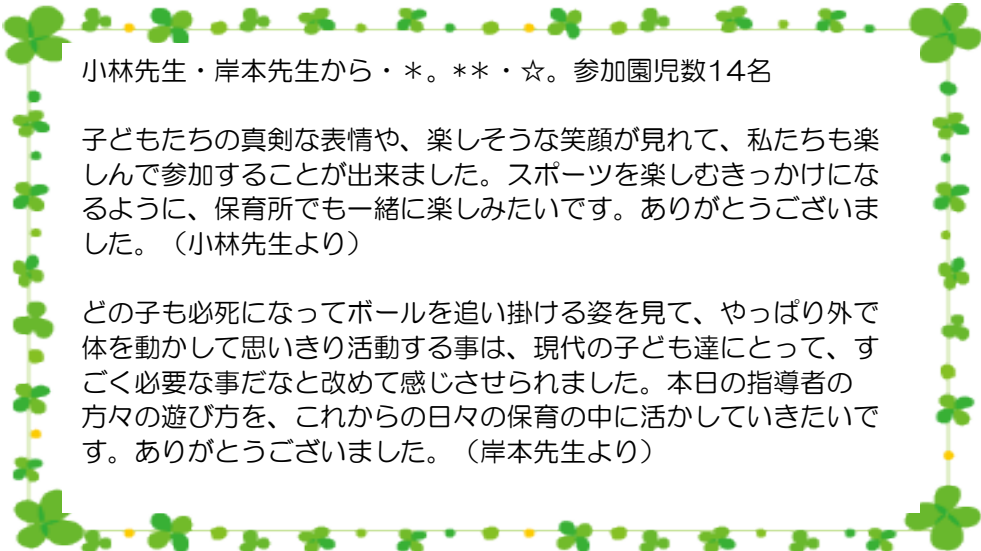 小林先生・岸本先生から・＊。**・☆。参加園児数14名
子どもたちの真剣な表情や、楽しそうな笑顔が見れて、私たちも楽
しんで参加することが出来ました。スポーツを楽しむきっかけにな
るように、保育所でも一緒に楽しみたいです。ありがとうございま
した。（小林先生より）
どの子も必死になってボールを追い掛ける姿を見て、やっぱり外で
体を動かして思いきり活動する事は、現代の子ども達にとって、す
ごく必要な事だなと改めて感じさせられました。本日の指導者の
方々の遊び方を、これからの日々の保育の中に活かしていきたいで
す。ありがとうございました。（岸本先生より）